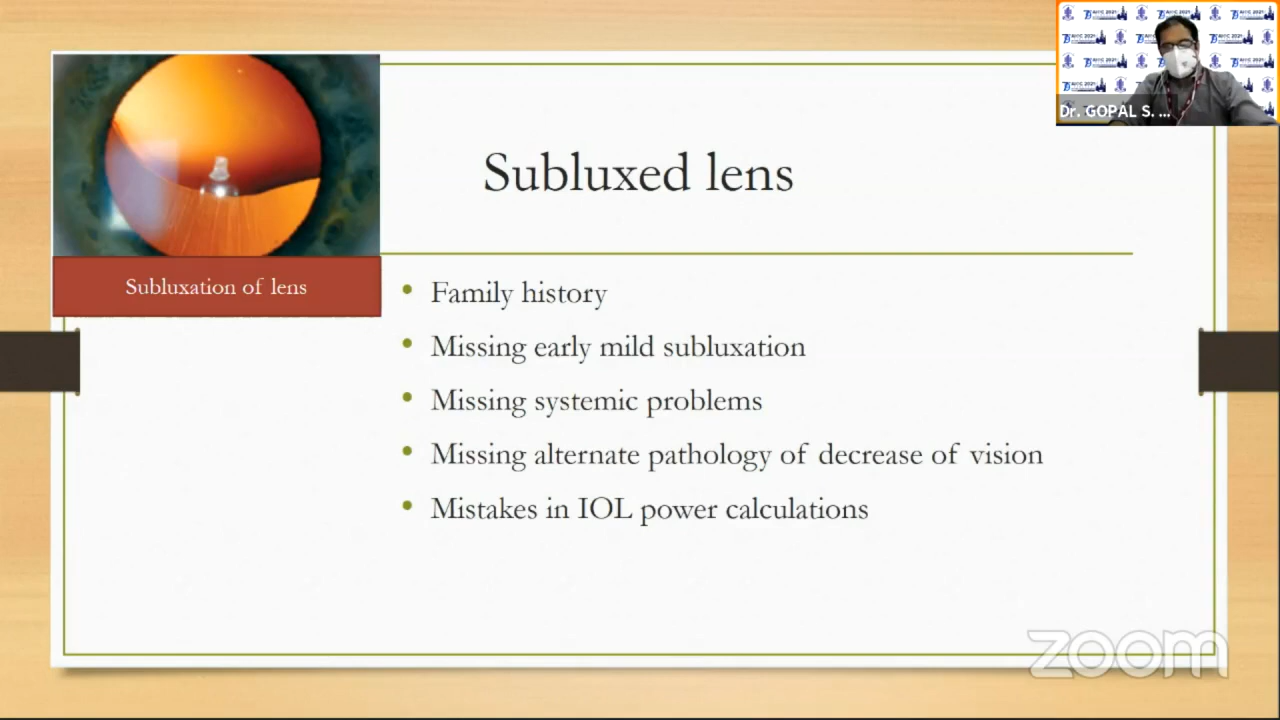 Subluxed lens
Subluxation of lens
• Family history
• Missing early mild subluxation
• Missing systemic problems
• Missing alternate pathology of decrease of vision
• Mistakes in IOL power calculations
Dr. GOPAL S. ...
zoom